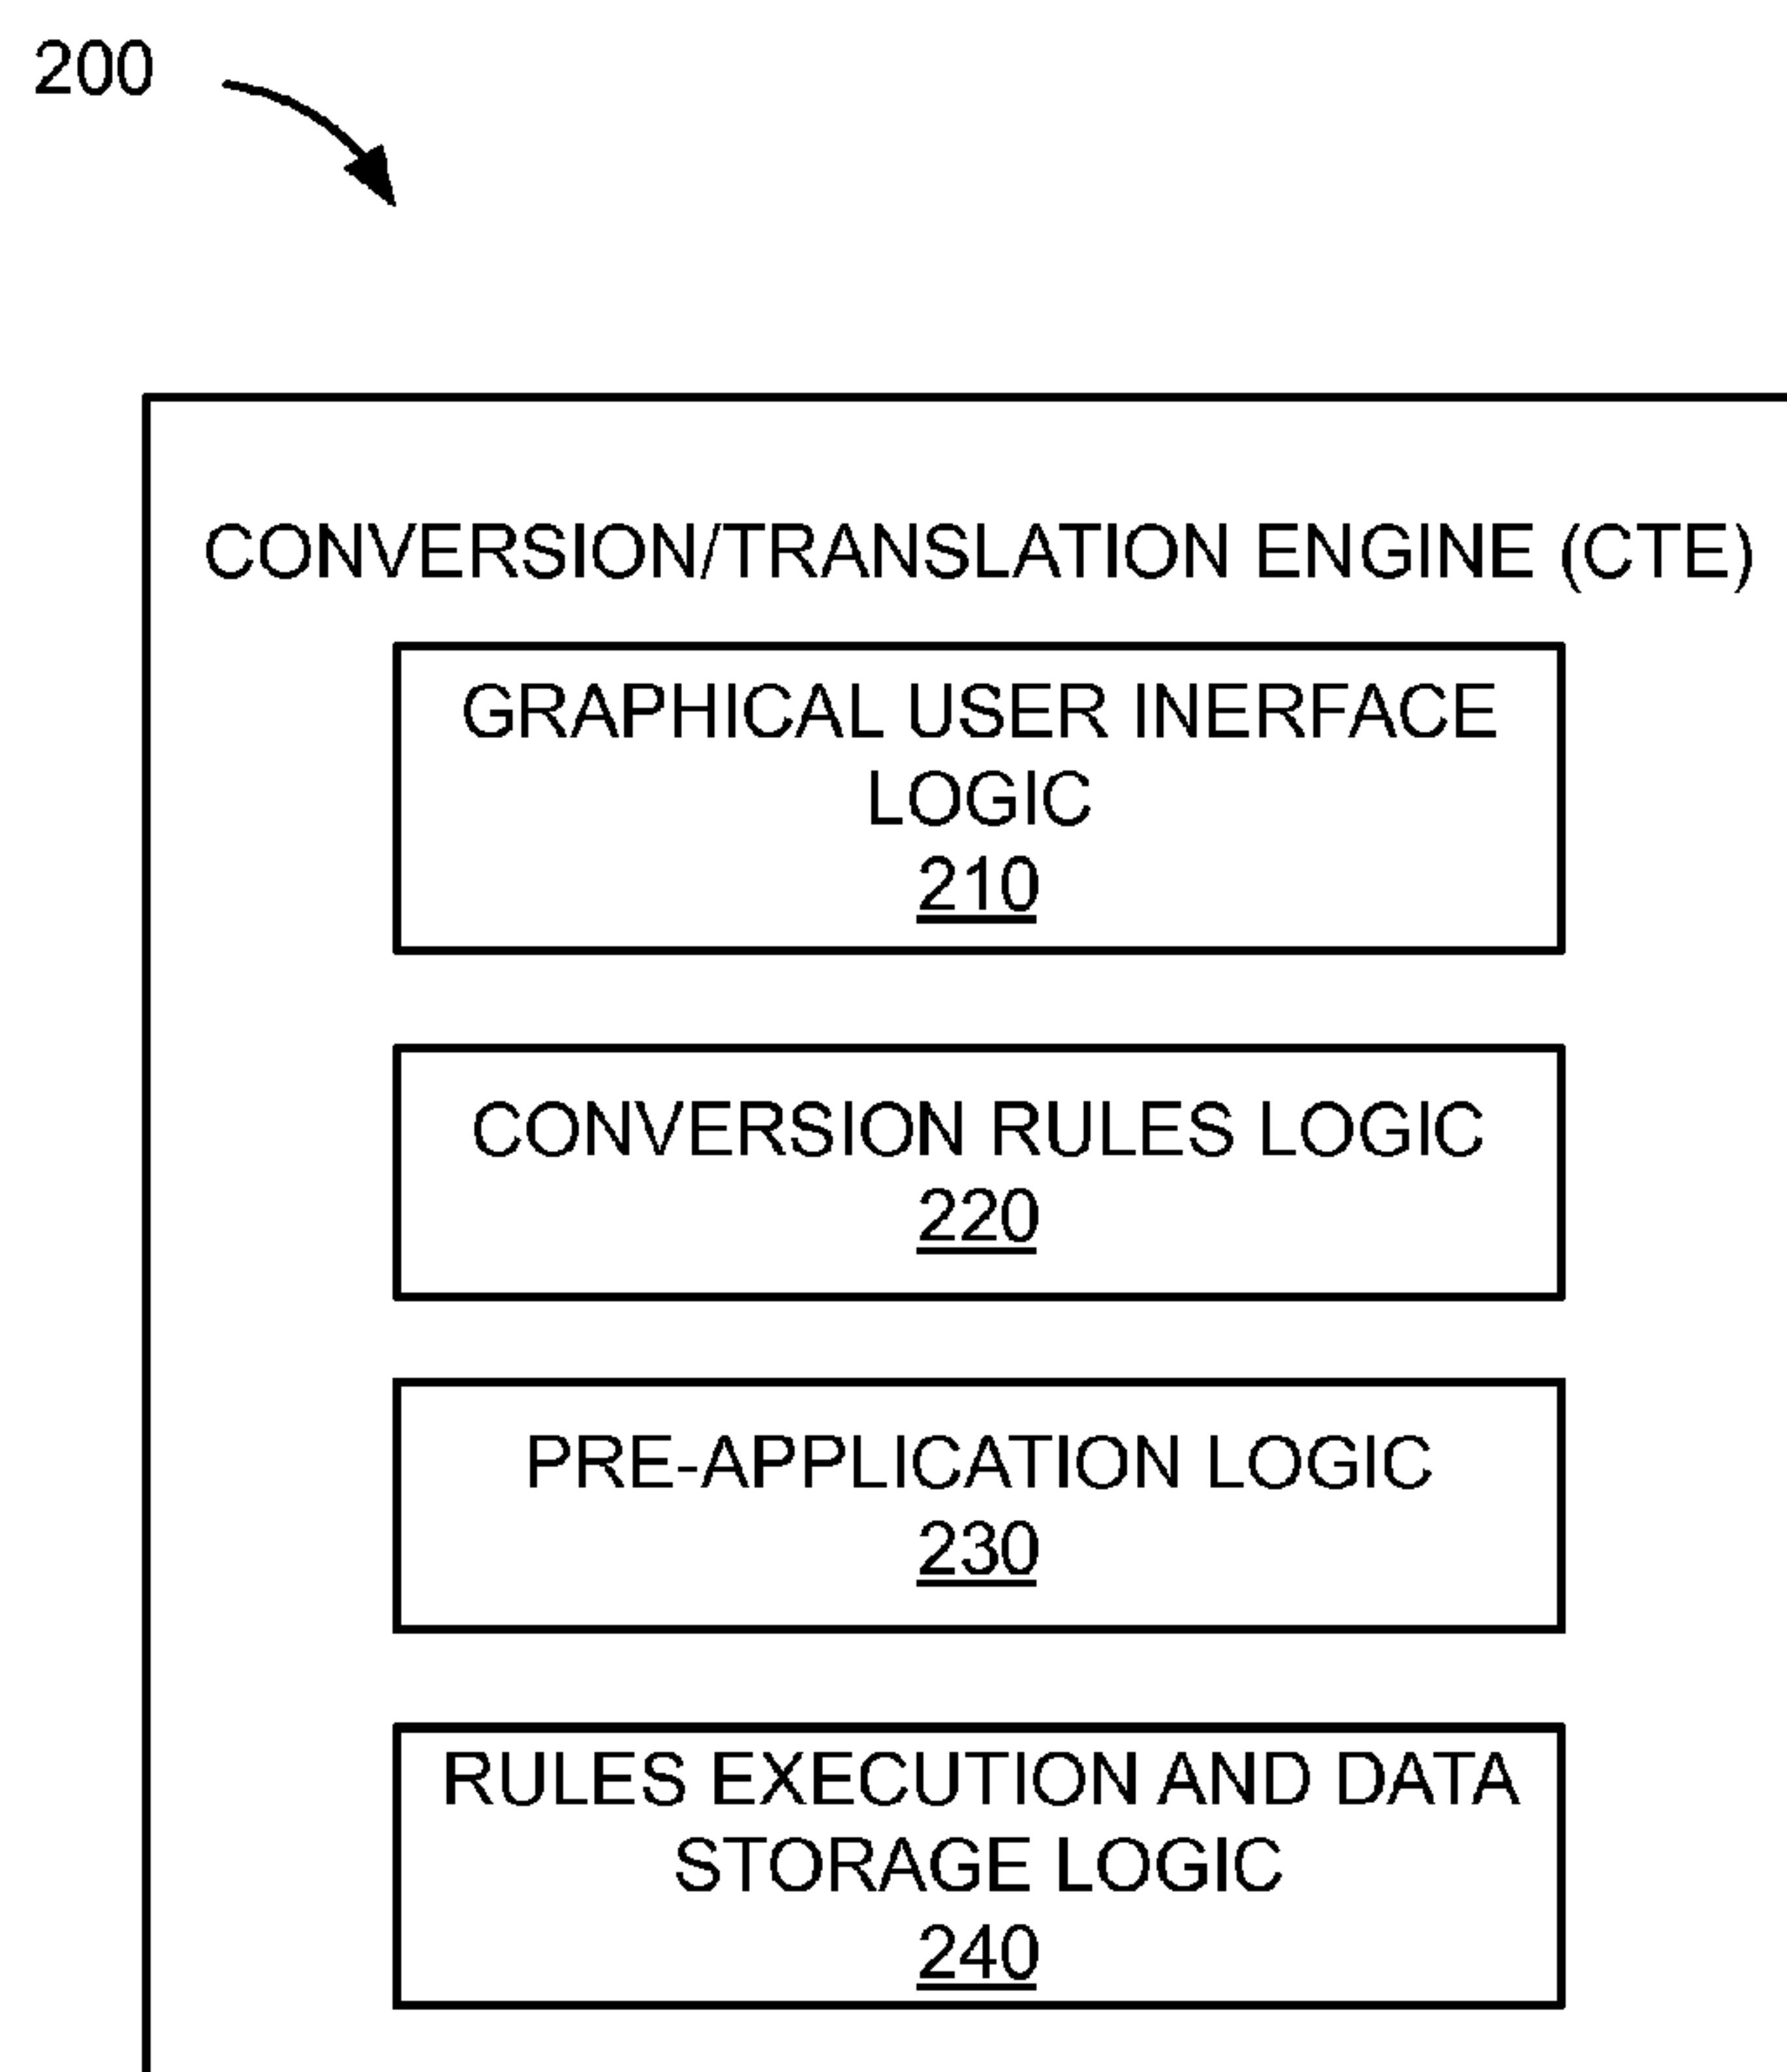 200
CONVERSION/TRANSLATION ENGINE (CTE)
GRAPHICAL USER INERFACE
LOGIC
210
CONVERSION RULES LOGIC
220
PRE-APPLICATION LOGIC
230
RULES EXECUTION AND DATA
STORAGE LOGIC
240